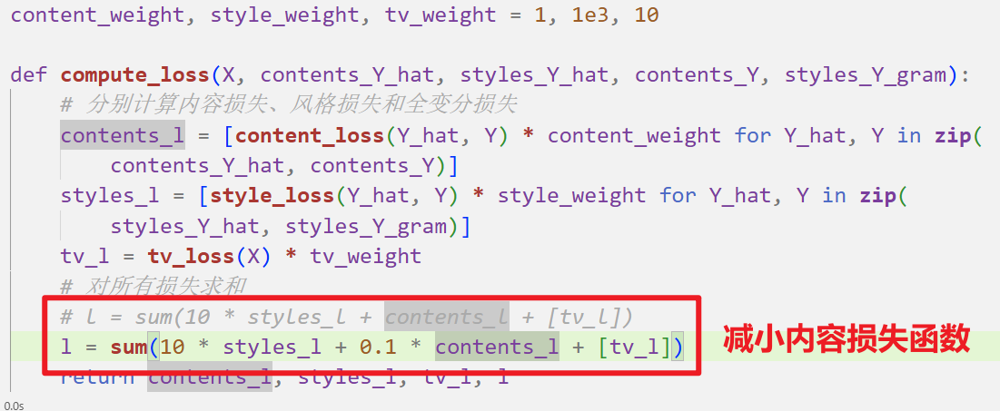 content_weight, style_weight, tv_weight = 1, 1e3, 10
def compute_loss(X, contents_Y_hat, styles_Y_hat, contents_Y, styles_Y_gram):
# 分别计算内容损失、风格损失和全变分损失
contents_l = [content_loss(Y_hat, Y) * content_weight for Y_hat, Y in zip(
contents_Y_hat, contents_Y)]
styles_l = [style_loss(Y_hat, Y) * style_weight for Y_hat, Y in zip(
styles_Y_hat, styles_Y_gram)]
tv_l = tv_loss(X) * tv_weight
# 对所有损失求和
# l = sum(10 * styles_l + contents_l + [tv_l])
l = sum(10 * styles_l + 0.1 * contents_l + [tv_l])
减小内容损失函数
return contents_l, styles_l, tv_l, l
0.0s